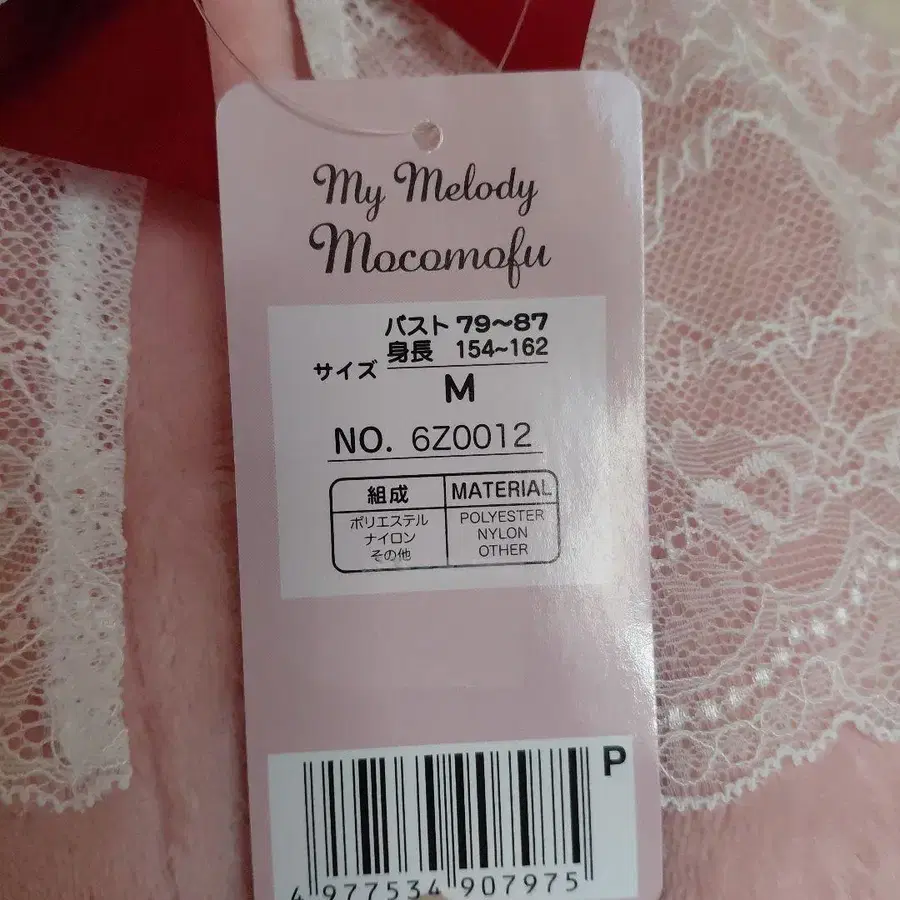 My Melody
Mocomofu
バスト 79～87
身長 154~162
サイズ
M
NO. 6Z0012
組成 MATERIAL
ポリエステル POLYESTER
ナイロン NYLON
その他 OTHER
P
4 977534 907975